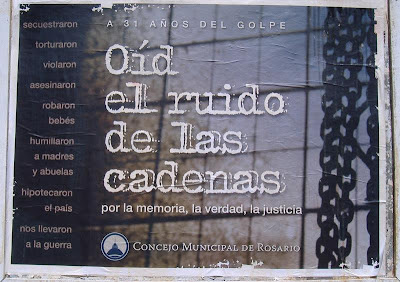 A 31 AÑOS DEL GOLPE
secuestraron
torturaron
violaron
asesinaron
robaron
bebés
humillaron
a madres
y abuelas
hipotecaron
el país
nos llevaron
a la guerra
Oíd
el ruido
de las
cadenas
por la memoria, la verdad, la justicia
CONCEJO MUNICIPAL DE ROSARIO